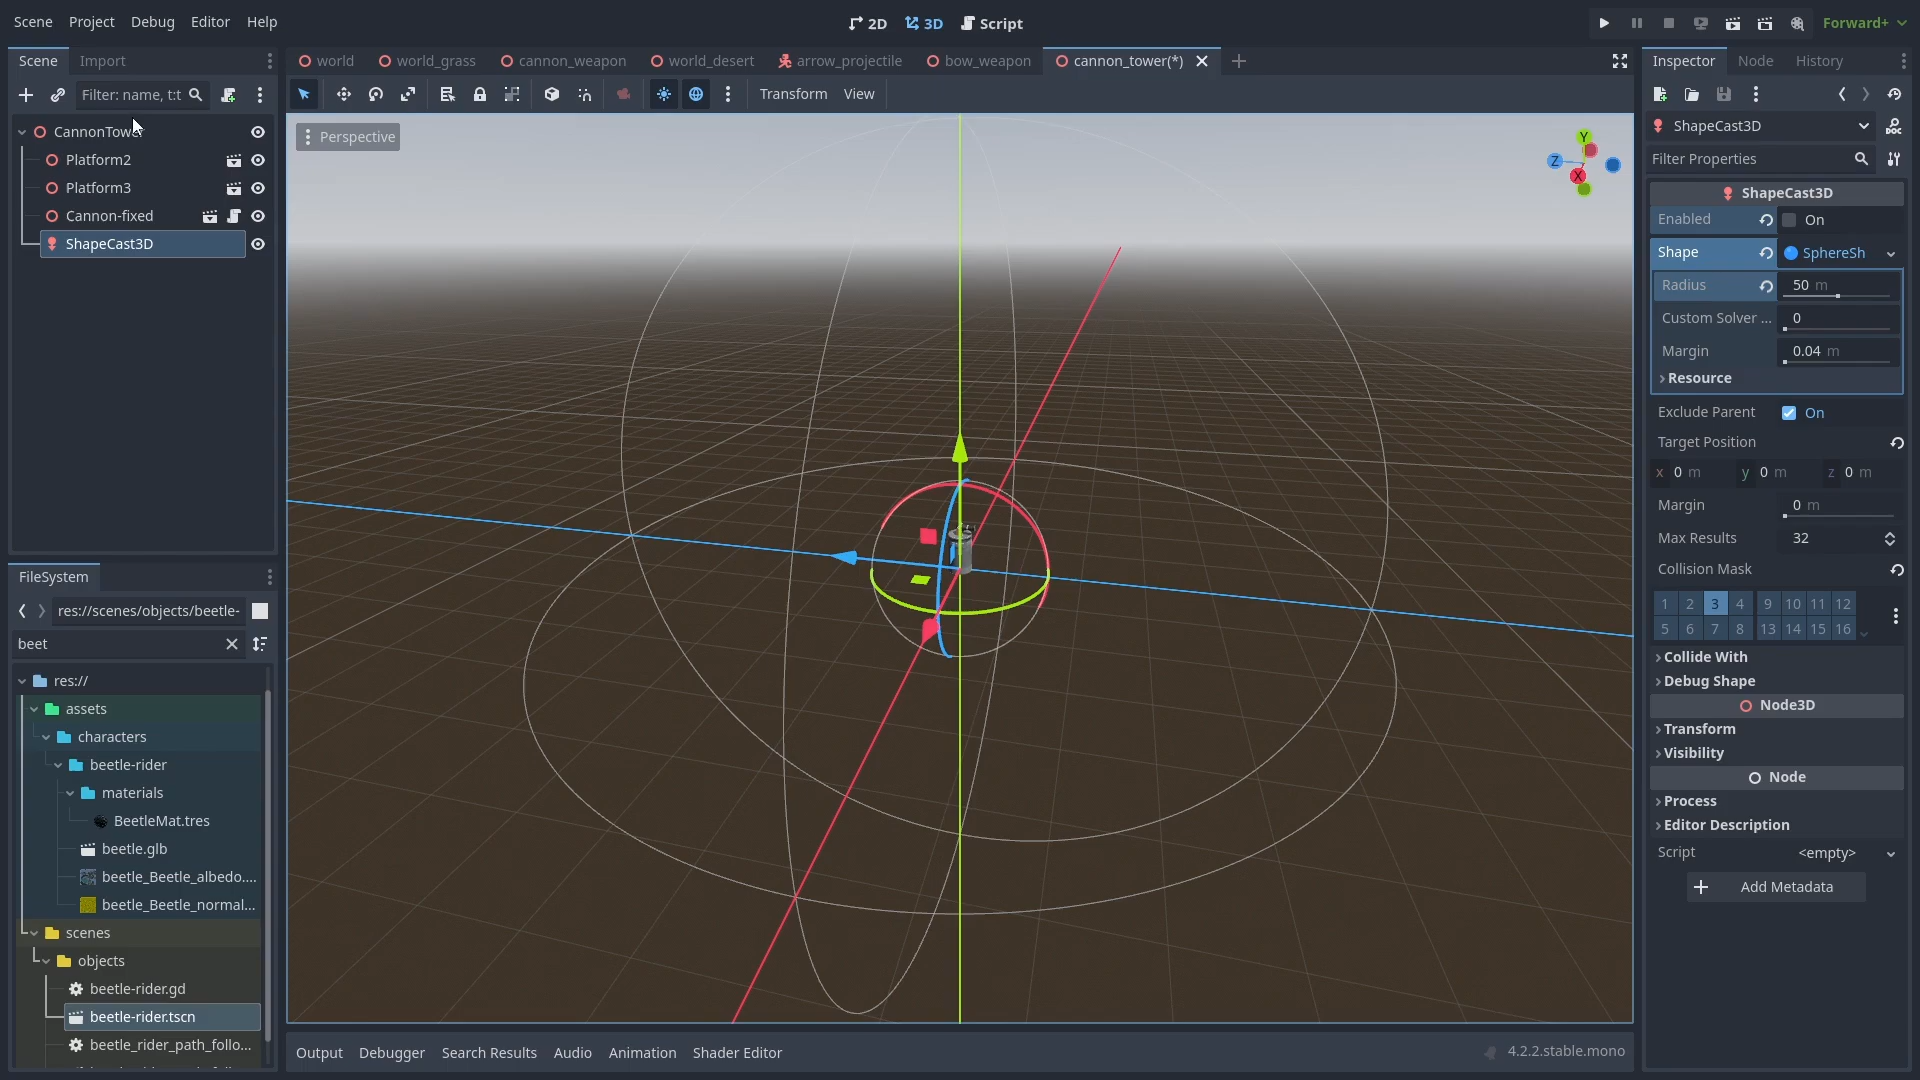 Scene Project Debug Editor Help
2D 3D Script
Forward+
Scene Import
world world_grass cannon_weapon world_desert arrow_projectile bow_weapon cannon_tower(*)
Inspector Node History
Filter: name, t:t
Transform View
CannonTower
Platform2
Platform3
Cannon-fixed
ShapeCast3D
Perspective
Y
Z
X
ShapeCast3D
DOC
Filter Properties
ShapeCast3D
Enabled On
Shape SphereSh
Radius 50 m
Custom Solver ... 0
Margin 0.04 m
Resource
Exclude Parent On
Target Position
x 0 m y 0 m z 0 m
Margin 0 m
Max Results 32
Collision Mask
1 2 3 4 9 10 11 12
5 6 7 8 13 14 15 16
Collide With
Debug Shape
Node3D
Transform
Visibility
Node
Process
Editor Description
Script <empty>
Add Metadata
FileSystem
res://scenes/objects/beetle-
beet
res://
assets
characters
beetle-rider
materials
BeetleMat.tres
beetle.glb
beetle_Beetle_albedo....
beetle_Beetle_normal...
scenes
objects
beetle-rider.gd
beetle-rider.tscn
beetle_rider_path_follo...
Output Debugger Search Results Audio Animation Shader Editor
4.2.2.stable.mono